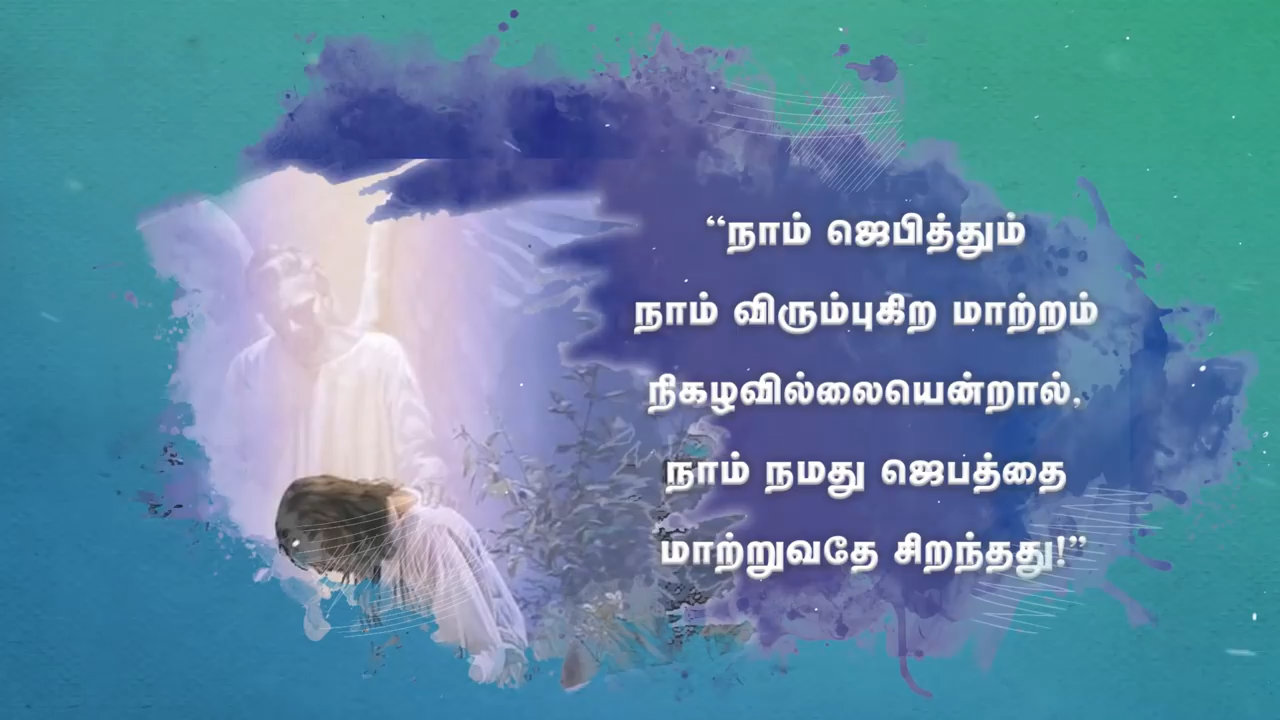 “நாம் ஜெபித்தும்
நாம் விரும்புகிற மாற்றம்
நிகழவில்லையென்றால்,
நாம் நமது ஜெபத்தை
மாற்றுவதே சிறந்தது!”